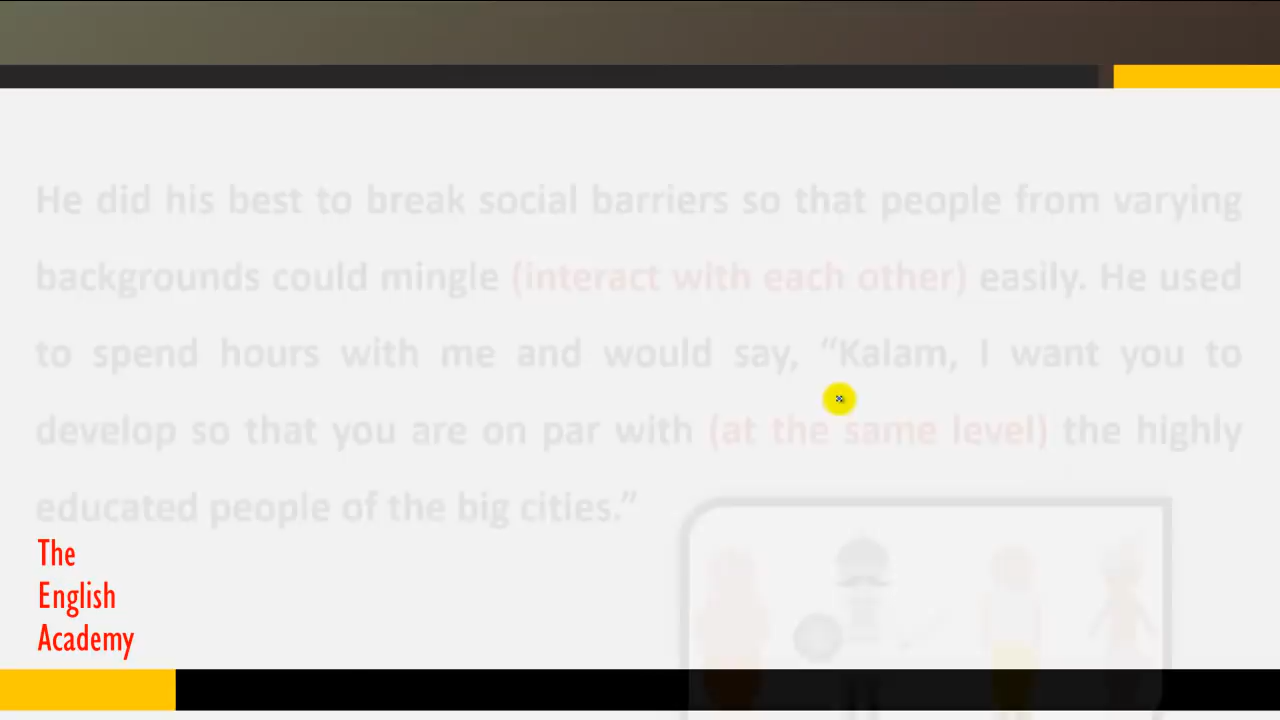 He did his best to break social barriers so that people from varying
backgrounds could mingle (interact with each other) easily. He used
to spend hours with me and would say, “Kalam, I want you to
develop so that you are on par with (at the same level) the highly
educated people of the big cities.”
The
English
Academy